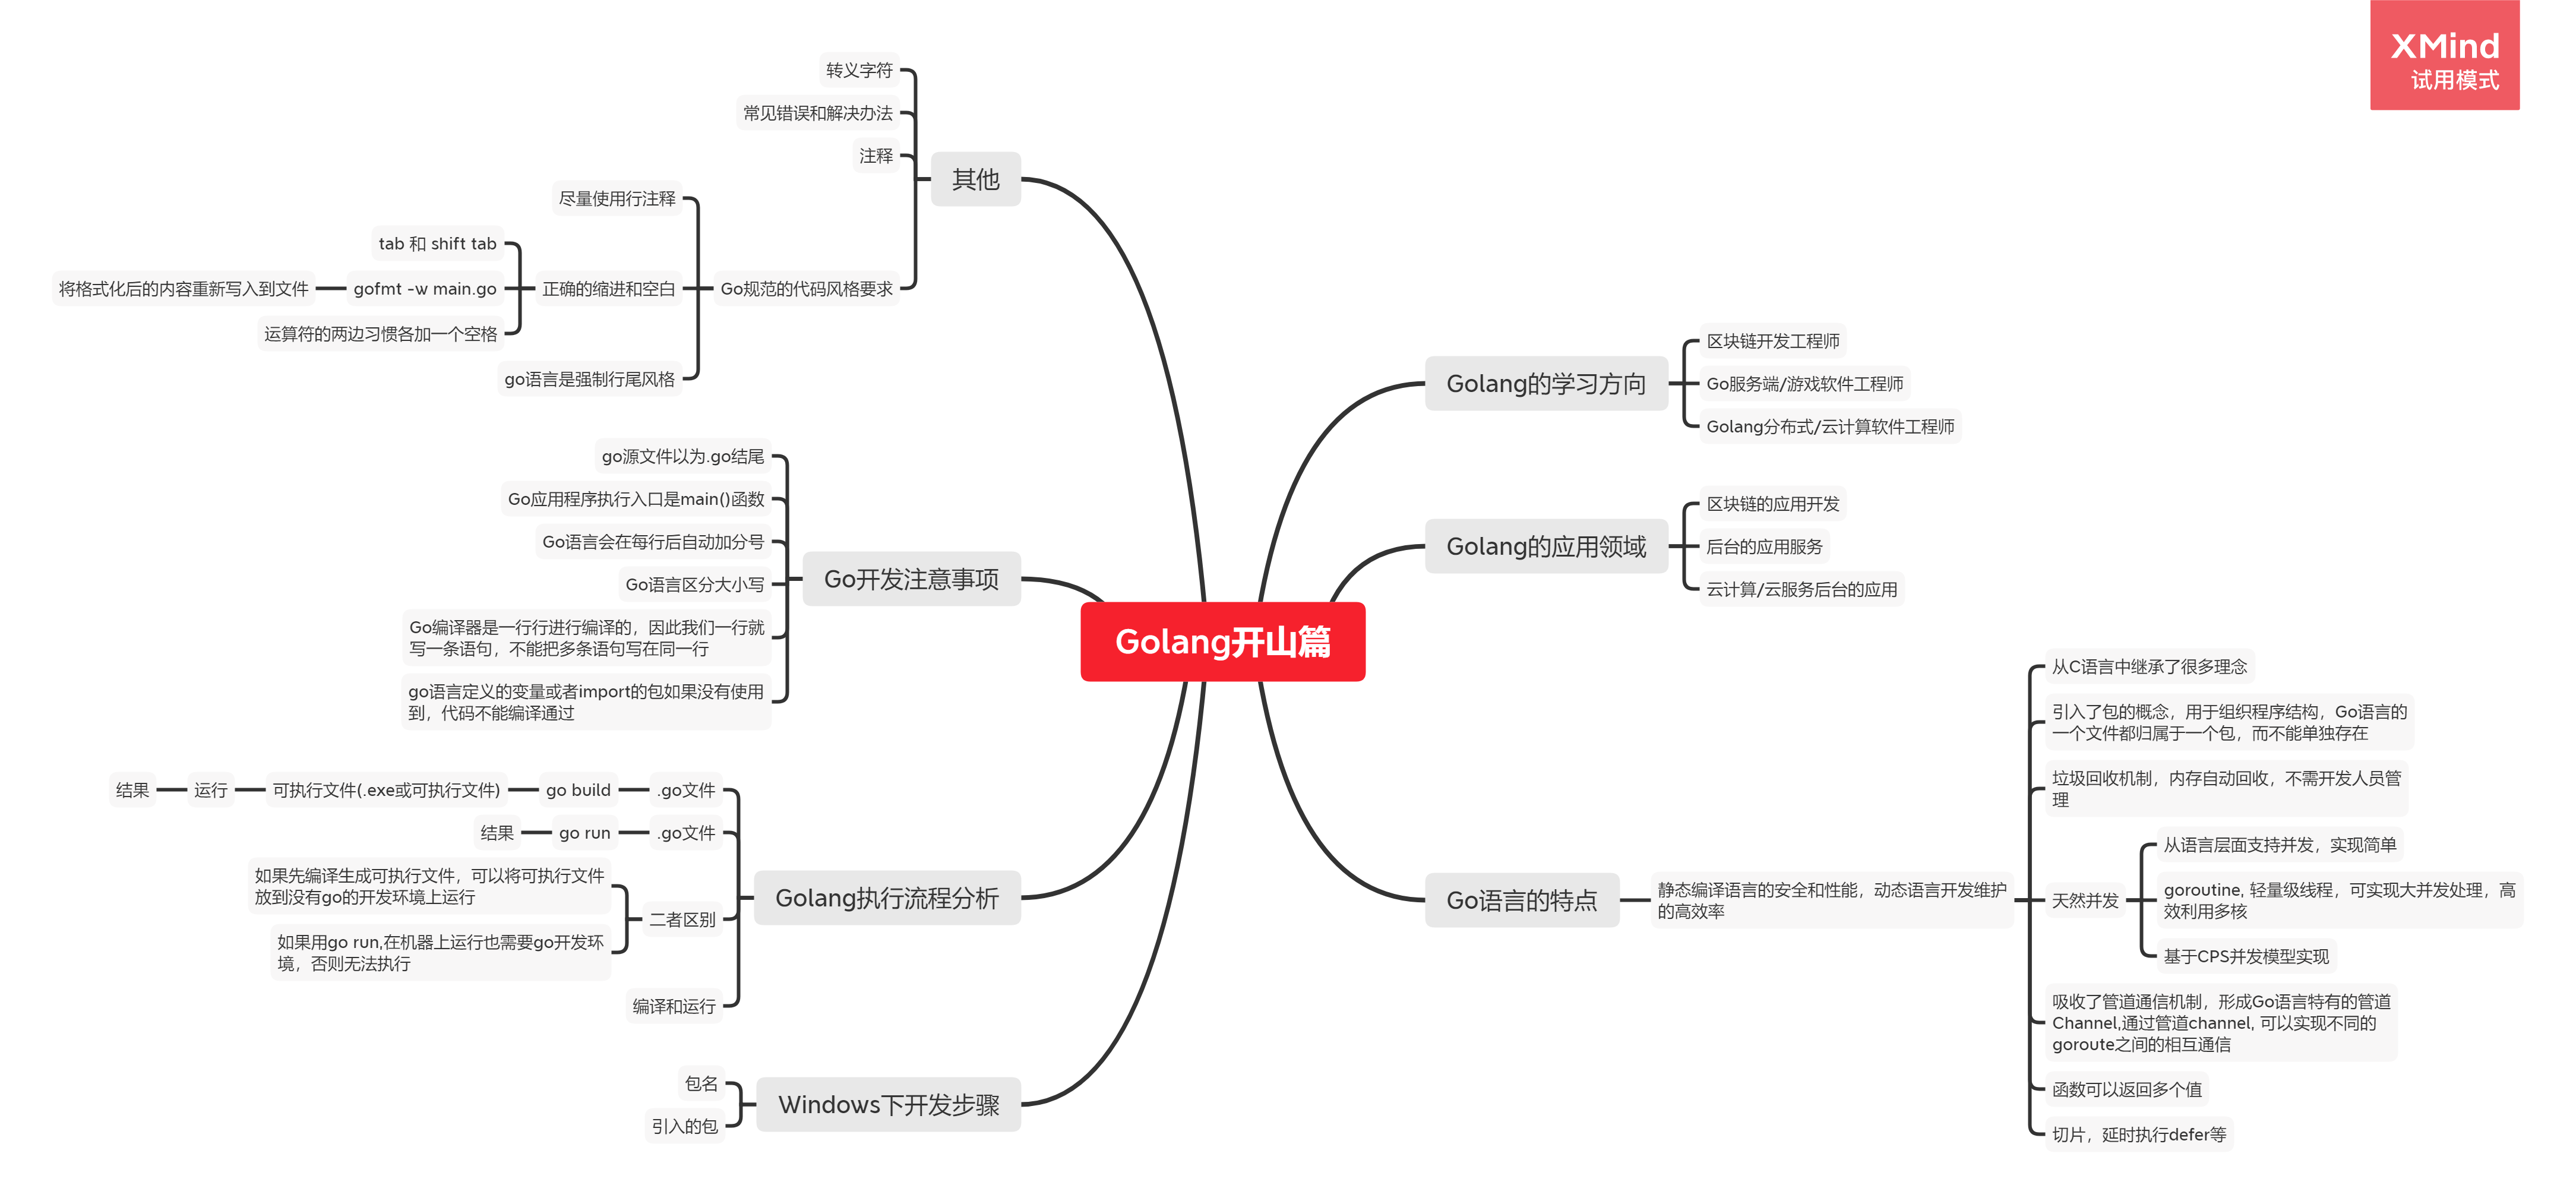 XMind
试用模式
Golang开山篇
Golang的学习方向
区块链开发工程师
Go服务端/游戏软件工程师
Golang分布式/云计算软件工程师
Golang的应用领域
区块链的应用开发
后台的应用服务
云计算/云服务后台的应用
Go语言的特点
静态编译语言的安全和性能，动态语言开发维护
的高效率
从C语言中继承了很多理念
引入了包的概念，用于组织程序结构，Go语言的
一个文件都归属于一个包，而不能单独存在
垃圾回收机制，内存自动回收，不需开发人员管
理
天然并发
从语言层面支持并发，实现简单
goroutine, 轻量级线程，可实现大并发处理，高
效利用多核
基于CPS并发模型实现
吸收了管道通信机制，形成Go语言特有的管道
Channel,通过管道channel, 可以实现不同的
goroute之间的相互通信
函数可以返回多个值
切片，延时执行defer等
Windows下开发步骤
包名
引入的包
Golang执行流程分析
.go文件
go build
可执行文件(.exe或可执行文件)
运行
结果
.go文件
go run
结果
二者区别
如果先编译生成可执行文件，可以将可执行文件
放到没有go的开发环境上运行
如果用go run,在机器上运行也需要go开发环
境，否则无法执行
编译和运行
Go开发注意事项
go源文件以为.go结尾
Go应用程序执行入口是main()函数
Go语言会在每行后自动加分号
Go语言区分大小写
Go编译器是一行行进行编译的，因此我们一行就
写一条语句，不能把多条语句写在同一行
go语言定义的变量或者import的包如果没有使用
到，代码不能编译通过
其他
转义字符
常见错误和解决办法
注释
Go规范的代码风格要求
尽量使用行注释
正确的缩进和空白
tab 和 shift tab
gofmt -w main.go
将格式化后的内容重新写入到文件
运算符的两边习惯各加一个空格
go语言是强制行尾风格